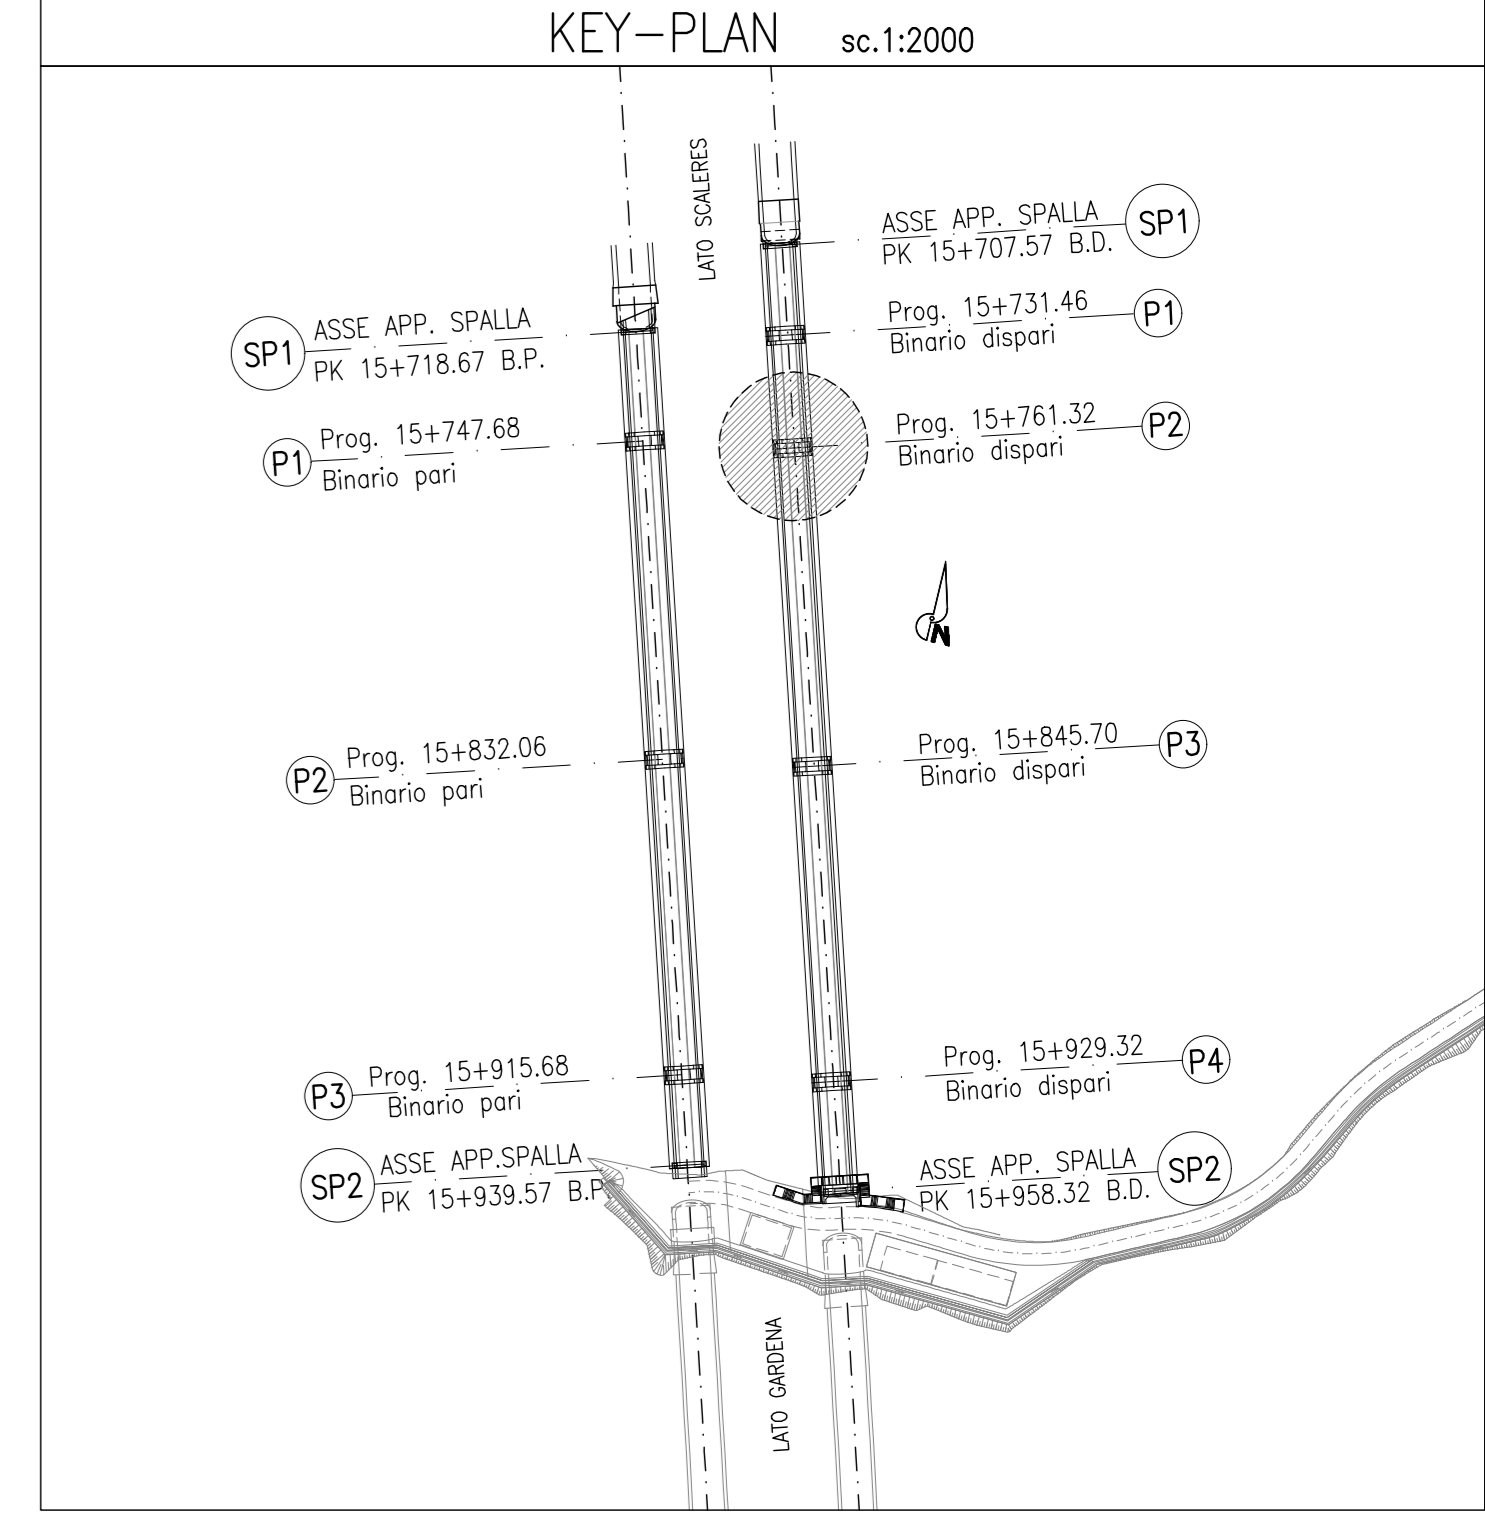 KEY-PLAN sc.1:2000
LATO SCALERES
ASSE APP. SPALLA
PK 15+707.57 B.D.
SP1
Prog. 15+731.46
Binario dispari
P1
SP1
ASSE APP. SPALLA
PK 15+718.67 B.P.
P1
Prog. 15+747.68
Binario pari
Prog. 15+761.32
Binario dispari
P2
N
P2
Prog. 15+832.06
Binario pari
Prog. 15+845.70
Binario dispari
P3
P3
Prog. 15+915.68
Binario pari
Prog. 15+929.32
Binario dispari
P4
SP2
ASSE APP.SPALLA
PK 15+939.57 B.P
ASSE APP. SPALLA
PK 15+958.32 B.D.
SP2
LATO GARDENA